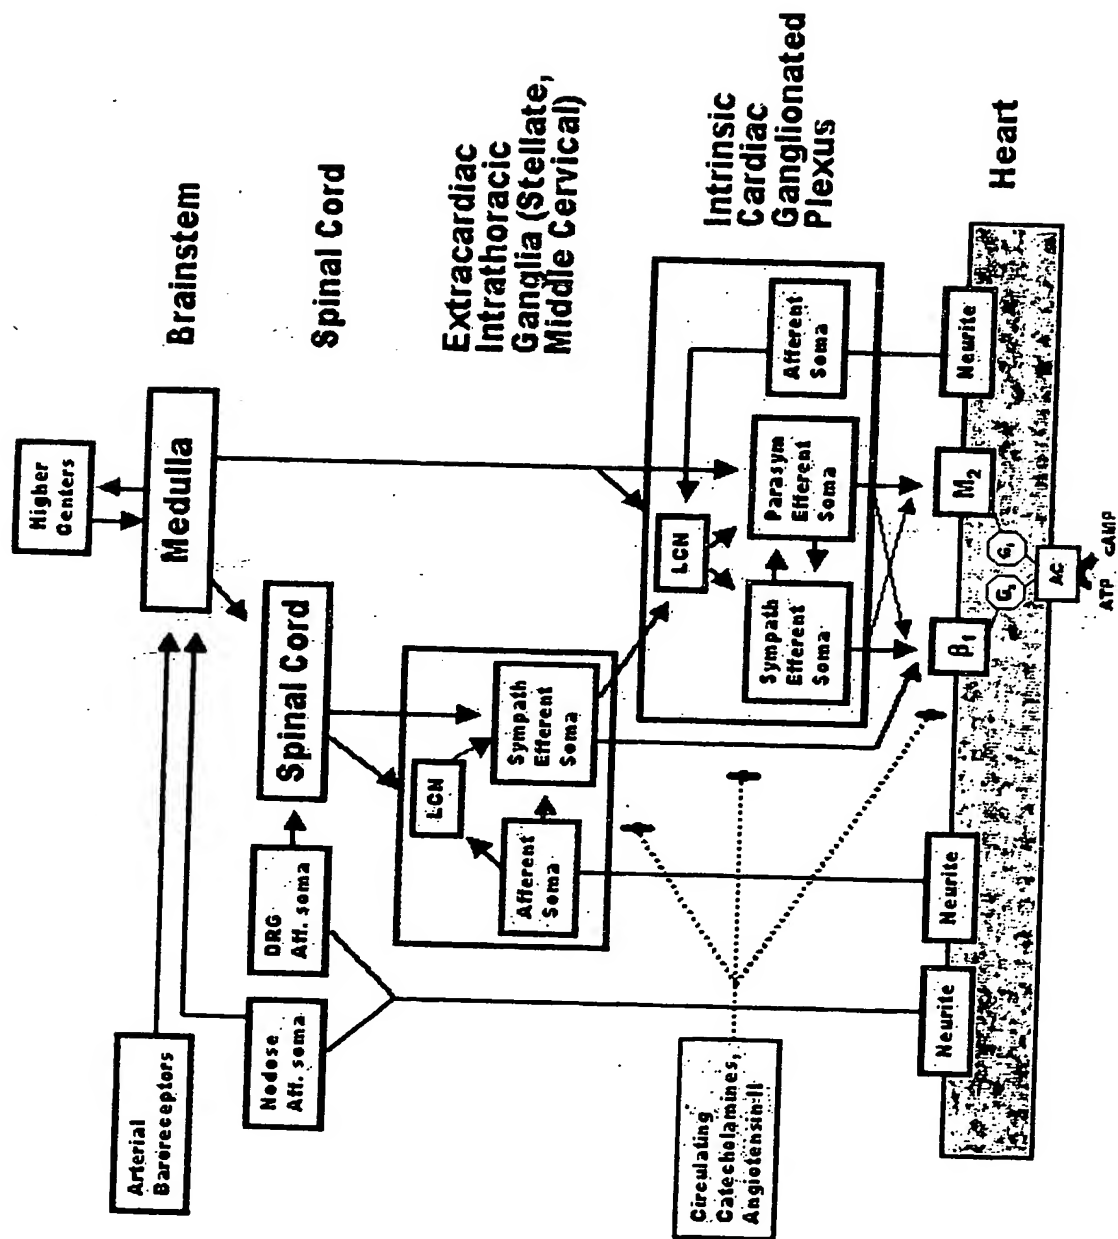 Higher
Centers
Arterial
Baroreceptors
Medulla
Brainstem
Nodose
Aff. soma
DRG
Aff. soma
Spinal Cord
Spinal Cord
LCN
Afferent
Soma
Sympath
Efferent
Soma
Extracardiac
Intrathoracic
Ganglia (Stellate,
Middle Cervical)
Circulating
Catecholamines,
Angiotensin-II
LCN
Sympath
Efferent
Soma
Parasym
Efferent
Soma
Afferent
Soma
Intrinsic
Cardiac
Ganglionated
Plexus
Neurite
Neurite
β1
M2
Neurite
Heart
Gs
Gi
AC
ATP
cAMP